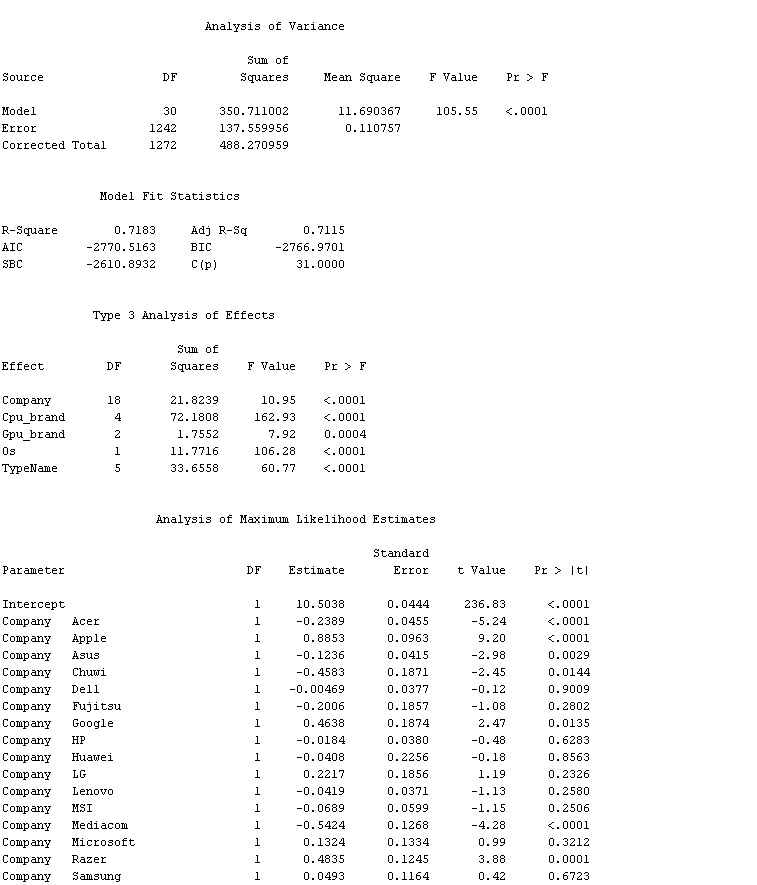 Analysis of Variance
Sum of
Source DF Squares Mean Square F Value Pr > F
Model 30 350.711002 11.690367 105.55 <.0001
Error 1242 137.559956 0.110757
Corrected Total 1272 488.270959
Model Fit Statistics
R-Square 0.7183 Adj R-Sq 0.7115
AIC -2770.5163 BIC -2766.9701
SBC -2610.8932 C(p) 31.0000
Type 3 Analysis of Effects
Sum of
Effect DF Squares F Value Pr > F
Company 18 21.8239 10.95 <.0001
Cpu_brand 4 72.1808 162.93 <.0001
Gpu_brand 2 1.7552 7.92 0.0004
Os 1 11.7716 106.28 <.0001
TypeName 5 33.6558 60.77 <.0001
Analysis of Maximum Likelihood Estimates
Standard
Parameter DF Estimate Error t Value Pr > |t|
Intercept 1 10.5038 0.0444 236.83 <.0001
Company Acer 1 -0.2389 0.0455 -5.24 <.0001
Company Apple 1 0.8853 0.0963 9.20 <.0001
Company Asus 1 -0.1236 0.0415 -2.98 0.0029
Company Chuwi 1 -0.4583 0.1871 -2.45 0.0144
Company Dell 1 -0.00469 0.0377 -0.12 0.9009
Company Fujitsu 1 -0.2006 0.1857 -1.08 0.2802
Company Google 1 0.4638 0.1874 2.47 0.0135
Company HP 1 -0.0184 0.0380 -0.48 0.6283
Company Huawei 1 -0.0408 0.2256 -0.18 0.8563
Company LG 1 0.2217 0.1856 1.19 0.2326
Company Lenovo 1 -0.0419 0.0371 -1.13 0.2580
Company MSI 1 -0.0689 0.0599 -1.15 0.2506
Company Mediacom 1 -0.5424 0.1268 -4.28 <.0001
Company Microsoft 1 0.1324 0.1334 0.99 0.3212
Company Razer 1 0.4835 0.1245 3.88 0.0001
Company Samsung 1 0.0493 0.1164 0.42 0.6723